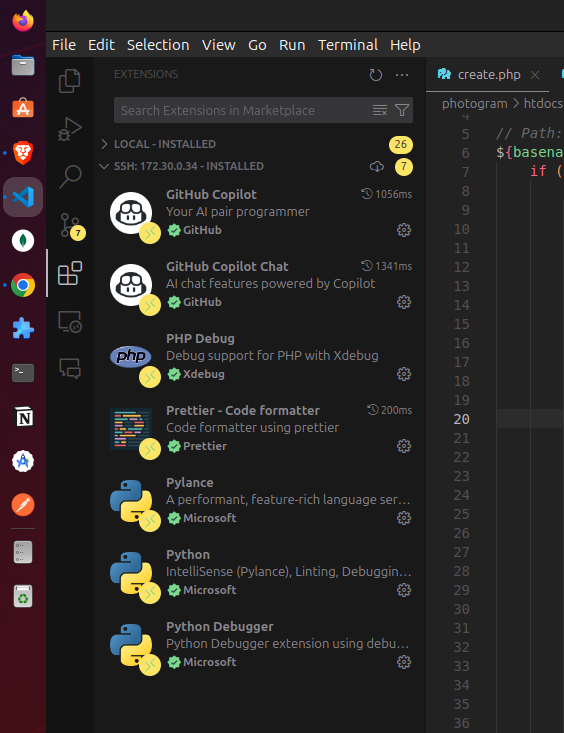 File Edit Selection View Go Run Terminal Help
EXTENSIONS
create.php
Search Extensions in Marketplace
photogram > htdocs
LOCAL - INSTALLED 26
SSH: 172.30.0.34 - INSTALLED 7
GitHub Copilot 1056ms
Your AI pair programmer
GitHub
7
GitHub Copilot Chat 1341ms
AI chat features powered by Copilot
GitHub
php
PHP Debug
Debug support for PHP with Xdebug
Xdebug
Prettier - Code formatter 200ms
Code formatter using prettier
Prettier
Pylance
A performant, feature-rich language ser...
Microsoft
Python
IntelliSense (Pylance), Linting, Debuggin...
Microsoft
Python Debugger
Python Debugger extension using debu...
Microsoft
4
5 // Path:
6 ${basena
7 if (
8
9
10
11
12
13
14
15
16
17
18
19
20
21
22
23
24
25
26
27
28
29
30
31
32
33
34
35
36